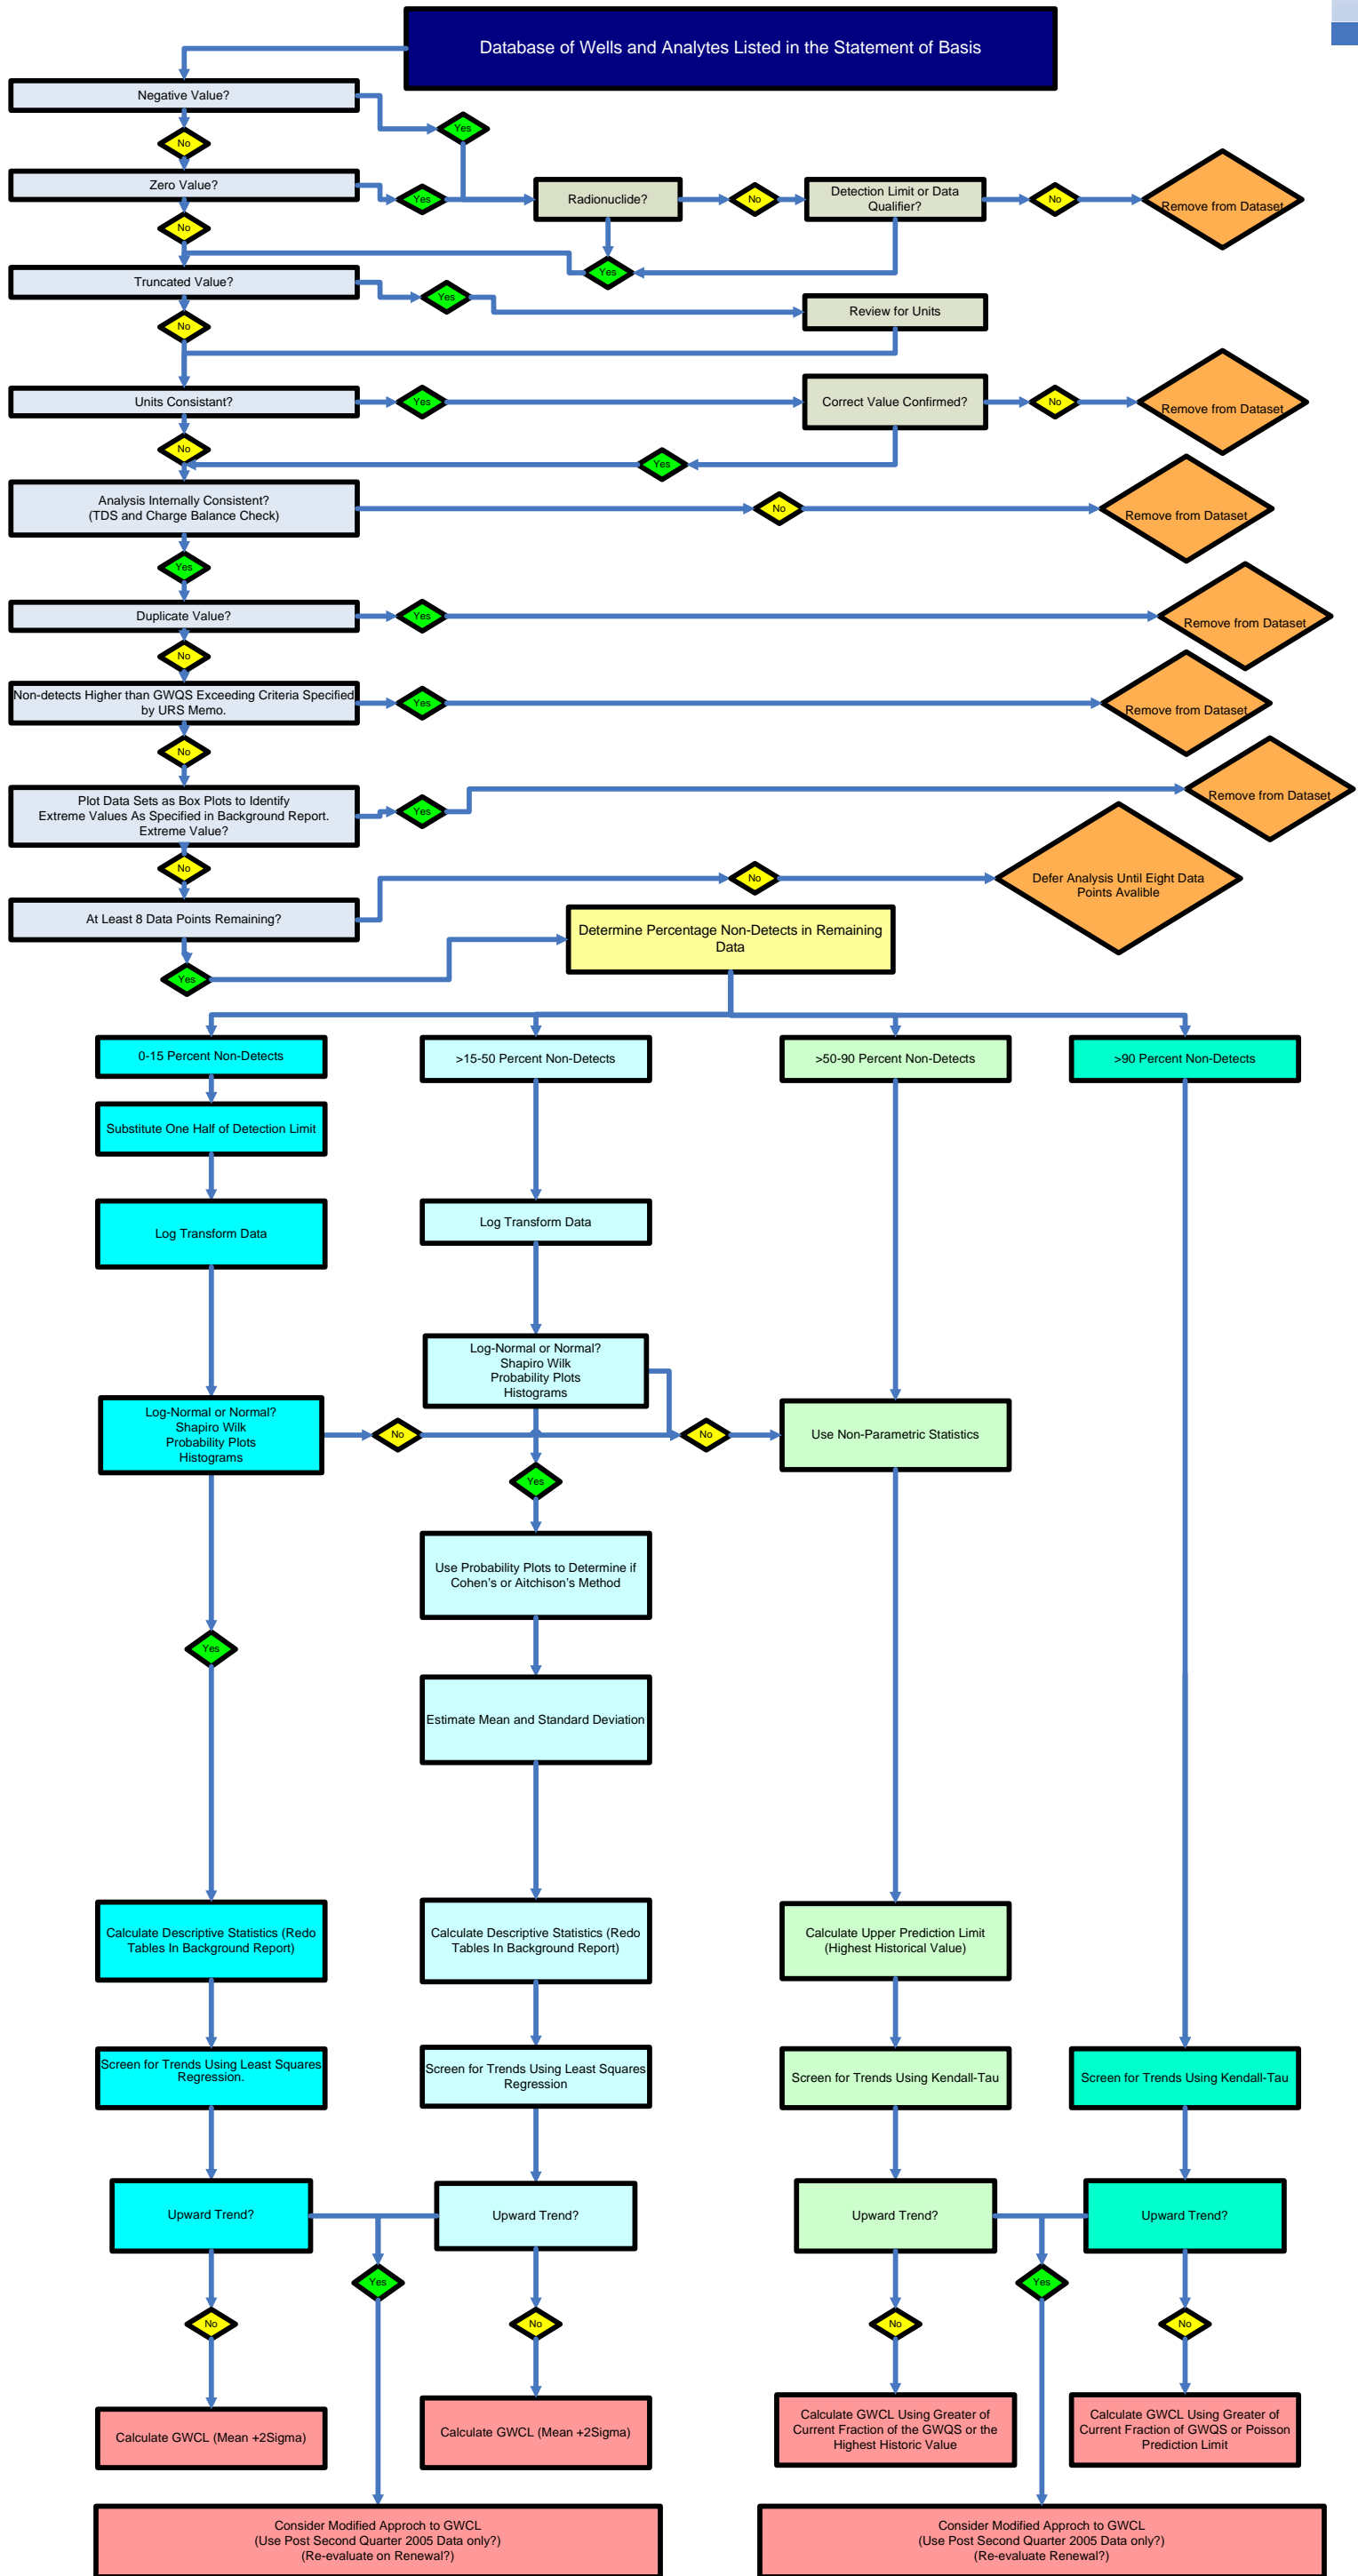 Database of Wells and Analytes Listed in the Statement of Basis
Negative Value?
Yes
No
Zero Value?
Yes
Radionuclide?
No
Detection Limit or Data
Qualifier?
No
Remove from Dataset
No
Yes
Truncated Value?
Yes
Review for Units
No
Units Consistant?
Yes
Correct Value Confirmed?
No
Remove from Dataset
No
Yes
Analysis Internally Consistent?
(TDS and Charge Balance Check)
No
Remove from Dataset
Yes
Duplicate Value?
Yes
Remove from Dataset
No
Non-detects Higher than GWQS Exceeding Criteria Specified
by URS Memo.
Yes
Remove from Dataset
No
Plot Data Sets as Box Plots to Identify
Extreme Values As Specified in Background Report.
Extreme Value?
Yes
Remove from Dataset
No
No
Defer Analysis Until Eight Data
Points Avalible
At Least 8 Data Points Remaining?
Determine Percentage Non-Detects in Remaining
Data
Yes
0-15 Percent Non-Detects
>15-50 Percent Non-Detects
>50-90 Percent Non-Detects
>90 Percent Non-Detects
Substitute One Half of Detection Limit
Log Transform Data
Log Transform Data
Log-Normal or Normal?
Shapiro Wilk
Probability Plots
Histograms
Log-Normal or Normal?
Shapiro Wilk
Probability Plots
Histograms
No
No
Use Non-Parametric Statistics
Yes
Use Probability Plots to Determine if
Cohen's or Aitchison's Method
Yes
Estimate Mean and Standard Deviation
Calculate Descriptive Statistics (Redo
Tables In Background Report)
Calculate Descriptive Statistics (Redo
Tables In Background Report)
Calculate Upper Prediction Limit
(Highest Historical Value)
Screen for Trends Using Least Squares
Regression.
Screen for Trends Using Least Squares
Regression
Screen for Trends Using Kendall-Tau
Screen for Trends Using Kendall-Tau
Upward Trend?
Upward Trend?
Upward Trend?
Upward Trend?
Yes
Yes
No
No
No
No
Calculate GWCL (Mean +2Sigma)
Calculate GWCL (Mean +2Sigma)
Calculate GWCL Using Greater of
Current Fraction of the GWQS or the
Highest Historic Value
Calculate GWCL Using Greater of
Current Fraction of GWQS or Poisson
Prediction Limit
Consider Modified Approch to GWCL
(Use Post Second Quarter 2005 Data only?)
(Re-evaluate on Renewal?)
Consider Modified Approch to GWCL
(Use Post Second Quarter 2005 Data only?)
(Re-evaluate Renewal?)